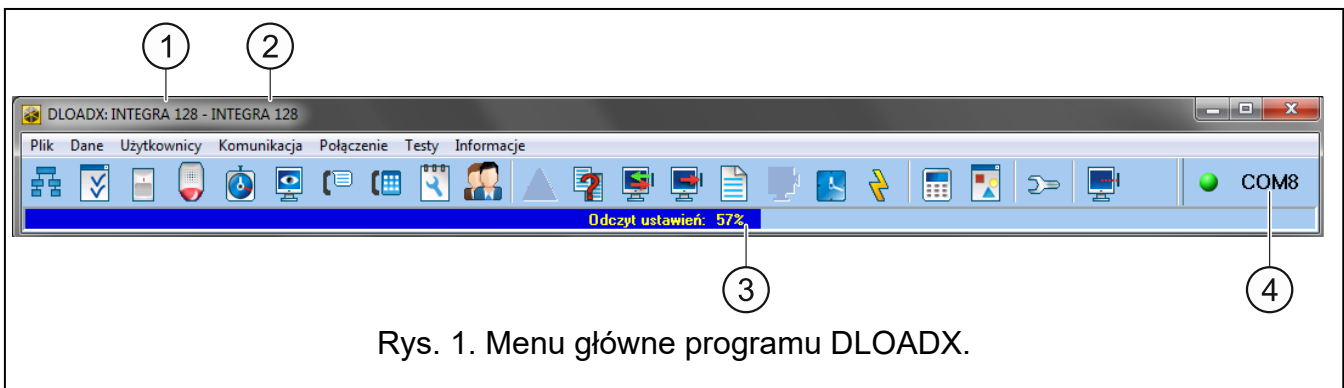 1 2
DLOADX: INTEGRA 128 - INTEGRA 128
Plik Dane Użytkownicy Komunikacja Połączenie Testy Informacje
COM8
Odczyt ustawień: 57%
3 4
Rys. 1. Menu główne programu DLOADX.